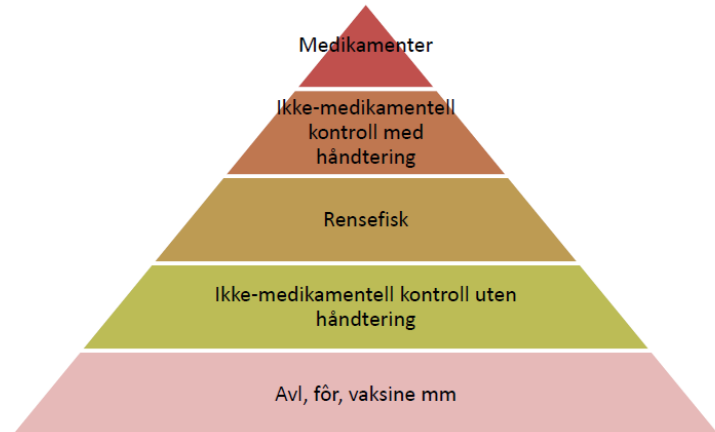 Medikamenter
Ikke-medikamentell
kontroll med
håndtering
Rensefisk
Ikke-medikamentell kontroll uten
håndtering
Avl, fôr, vaksine mm